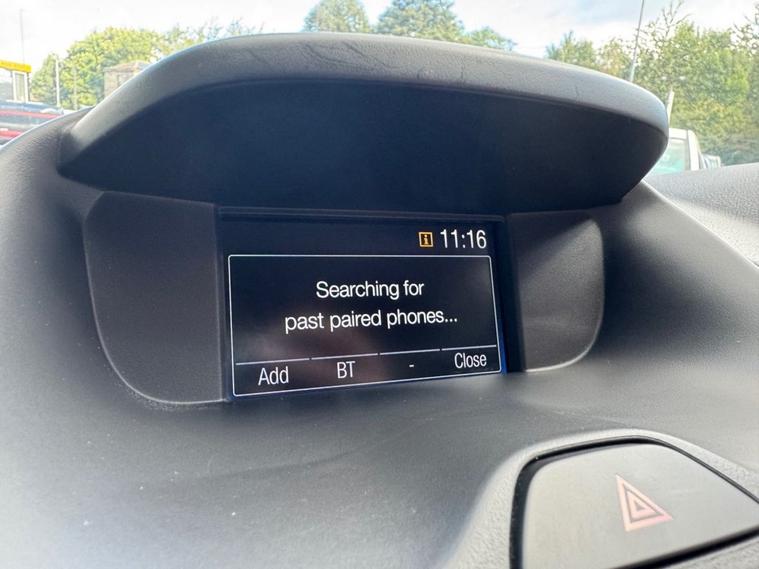 i 11:16
Searching for
past paired phones...
Add BT - Close